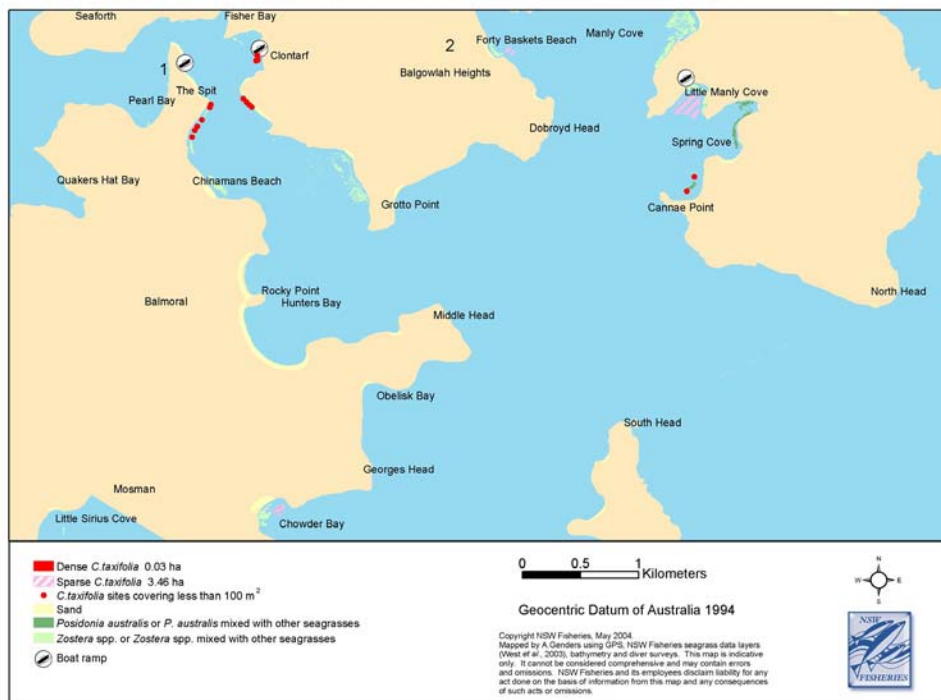 Seaforth
Fisher Bay
1
Clontarf
2
Forty Baskets Beach
Manly Cove
Balgowlah Heights
The Spit
Pearl Bay
Little Manly Cove
Dobroyd Head
Spring Cove
Quakers Hat Bay
Chinamans Beach
Grotto Point
Cannae Point
Rocky Point
Balmoral
Hunters Bay
North Head
Middle Head
Obelisk Bay
South Head
Georges Head
Mosman
Little Sirius Cove
Chowder Bay
Dense C.taxifolia 0.03 ha
Sparse C.taxifolia 3.46 ha
C.taxifolia sites covering less than 100 m²
Sand
Posidonia australis or P. australis mixed with other seagrasses
Zostera spp. or Zostera spp. mixed with other seagrasses
Boat ramp
0 0.5 1
Kilometers
Geocentric Datum of Australia 1994
Copyright NSW Fisheries, May 2004.
Mapped by A.Genders using GPS, NSW Fisheries seagrass data layers
(West et al., 2003), bathymetry and diver surveys. This map is indicative
only. It cannot be considered comprehensive and may contain errors
and omissions. NSW Fisheries and its employees disclaim liability for any
act done on the basis of information from this map and any consequences
of such acts or omissions.
N
W E
S
NSW
FISHERIES